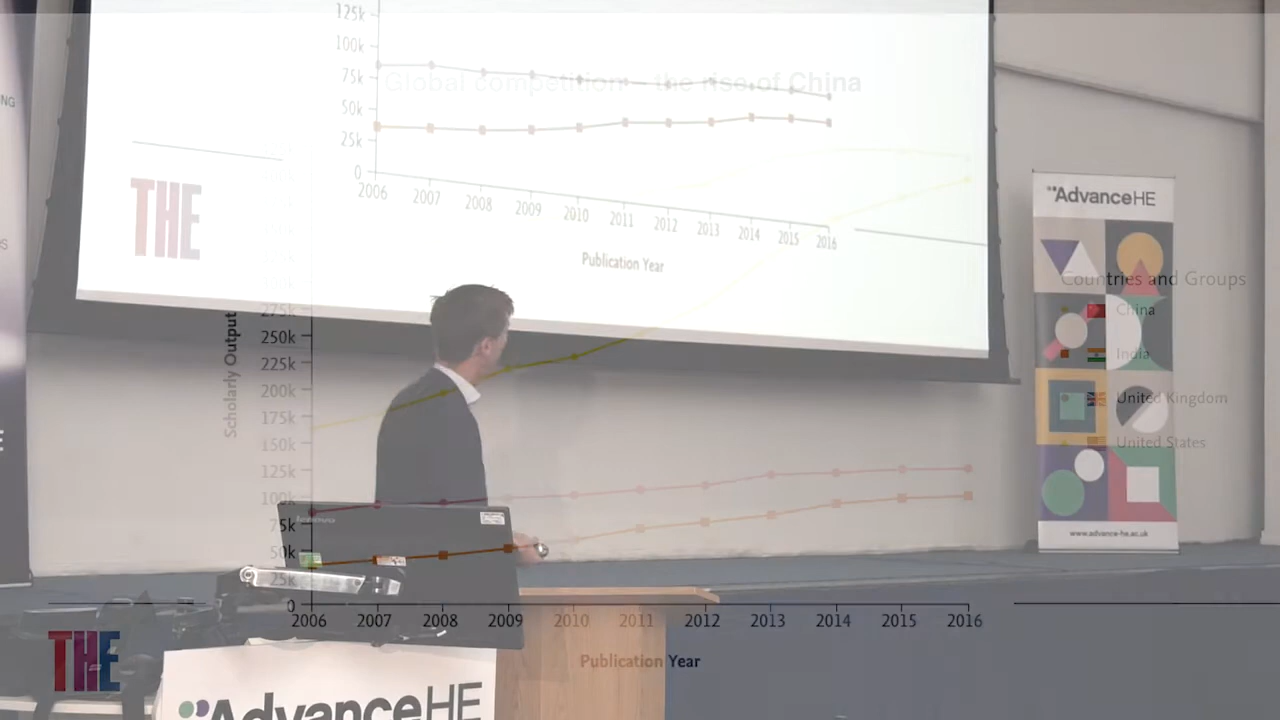 125k
100k
75k
50k
25k
0
2006 2007 2008 2009 2010 2011 2012 2013 2014 2015 2016
Publication Year
THE
Global competition – the rise of China
AdvanceHE
www.advance-he.ac.uk
Countries and Groups
China
India
United Kingdom
United States
Scholarly Output
275k
250k
225k
200k
175k
150k
125k
100k
75k
50k
25k
0
2006 2007 2008 2009 2010 2011 2012 2013 2014 2015 2016
Publication Year
THE
AdvanceHE